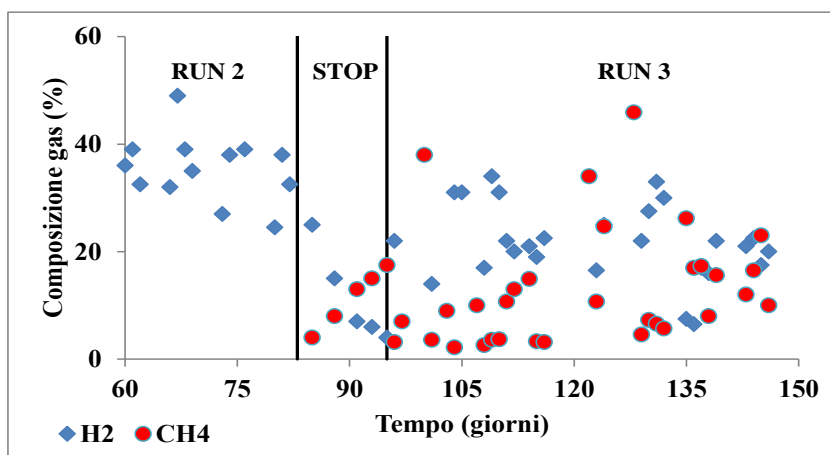 60
RUN 2 STOP RUN 3
40
20
0
Composizione gas (%)
60 75 90 105 120 135 150
Tempo (giorni)
H2 CH4